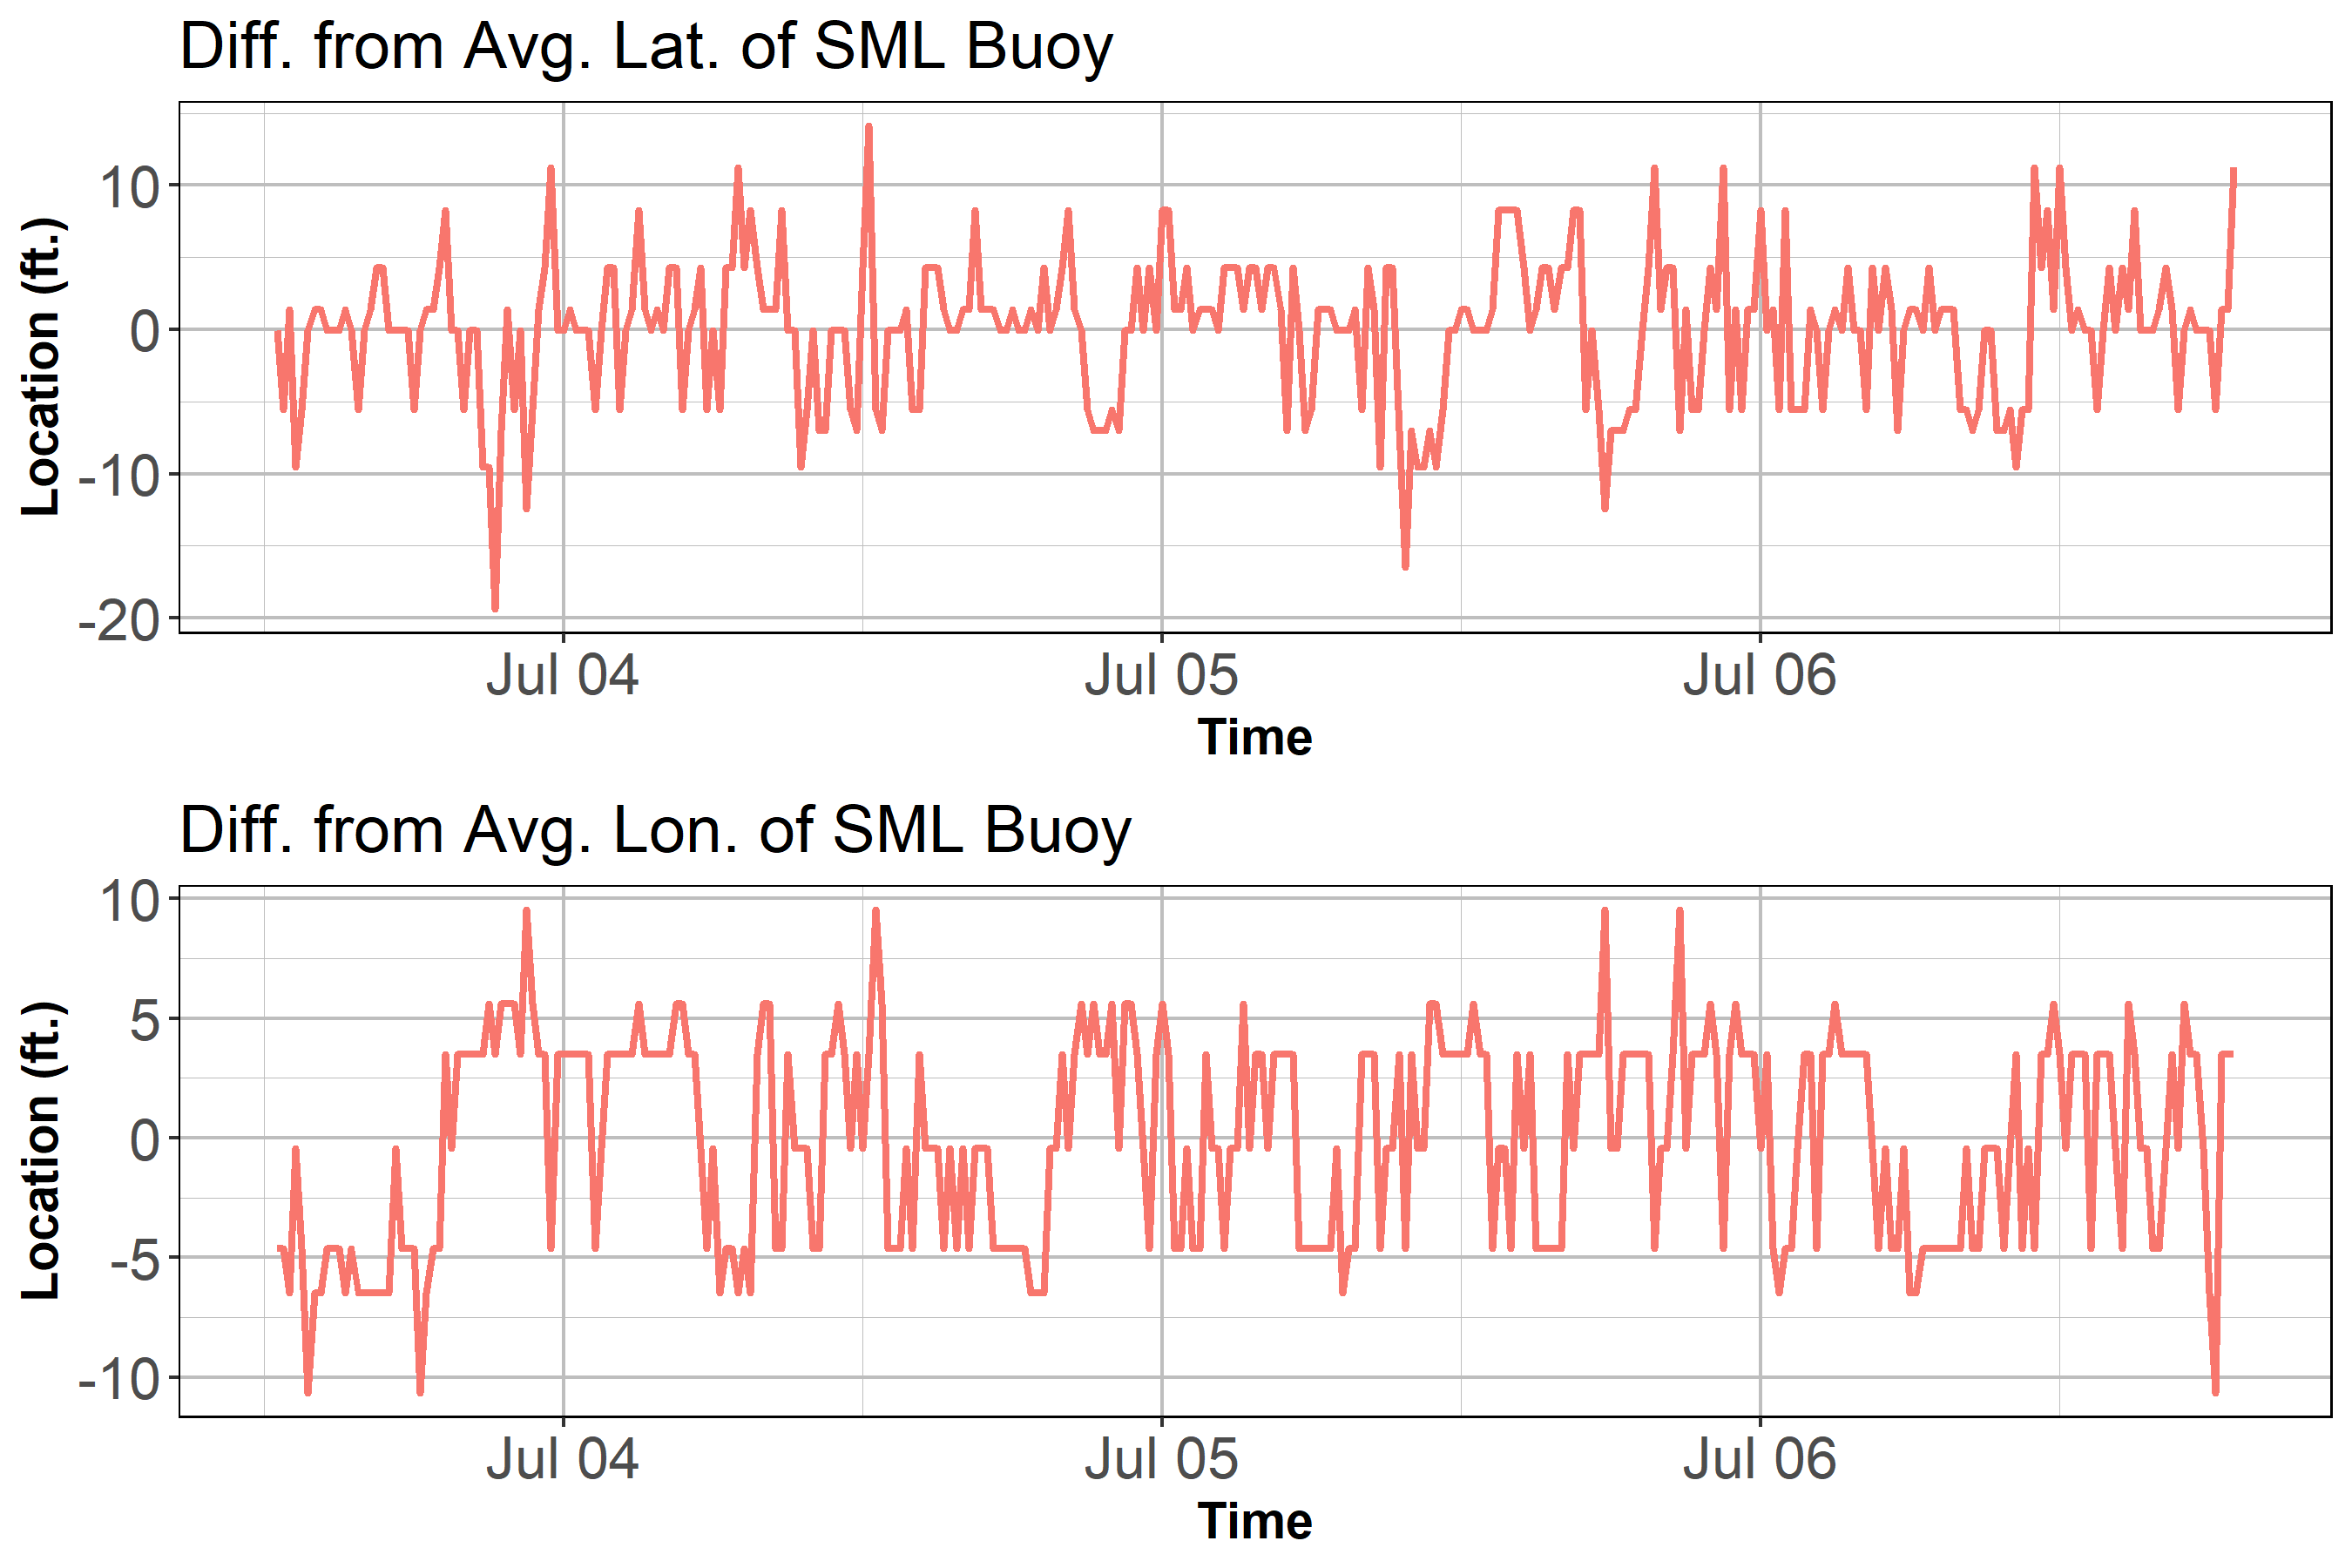 Diff. from Avg. Lat. of SML Buoy
Location (ft.)
10
0
-10
-20
Jul 04 Jul 05 Jul 06
Time
Diff. from Avg. Lon. of SML Buoy
Location (ft.)
10
5
0
-5
-10
Jul 04 Jul 05 Jul 06
Time